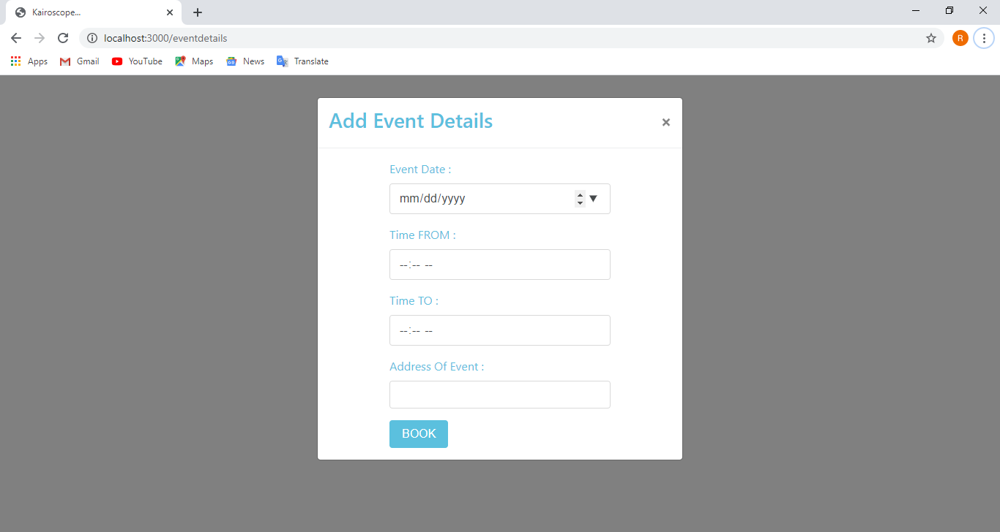 Kairoscope...
localhost:3000/eventdetails
R
Apps Gmail YouTube Maps News Translate
Add Event Details
×
Event Date :
mm/dd/yyyy
Time FROM :
--:-- --
Time TO :
--:-- --
Address Of Event :
BOOK